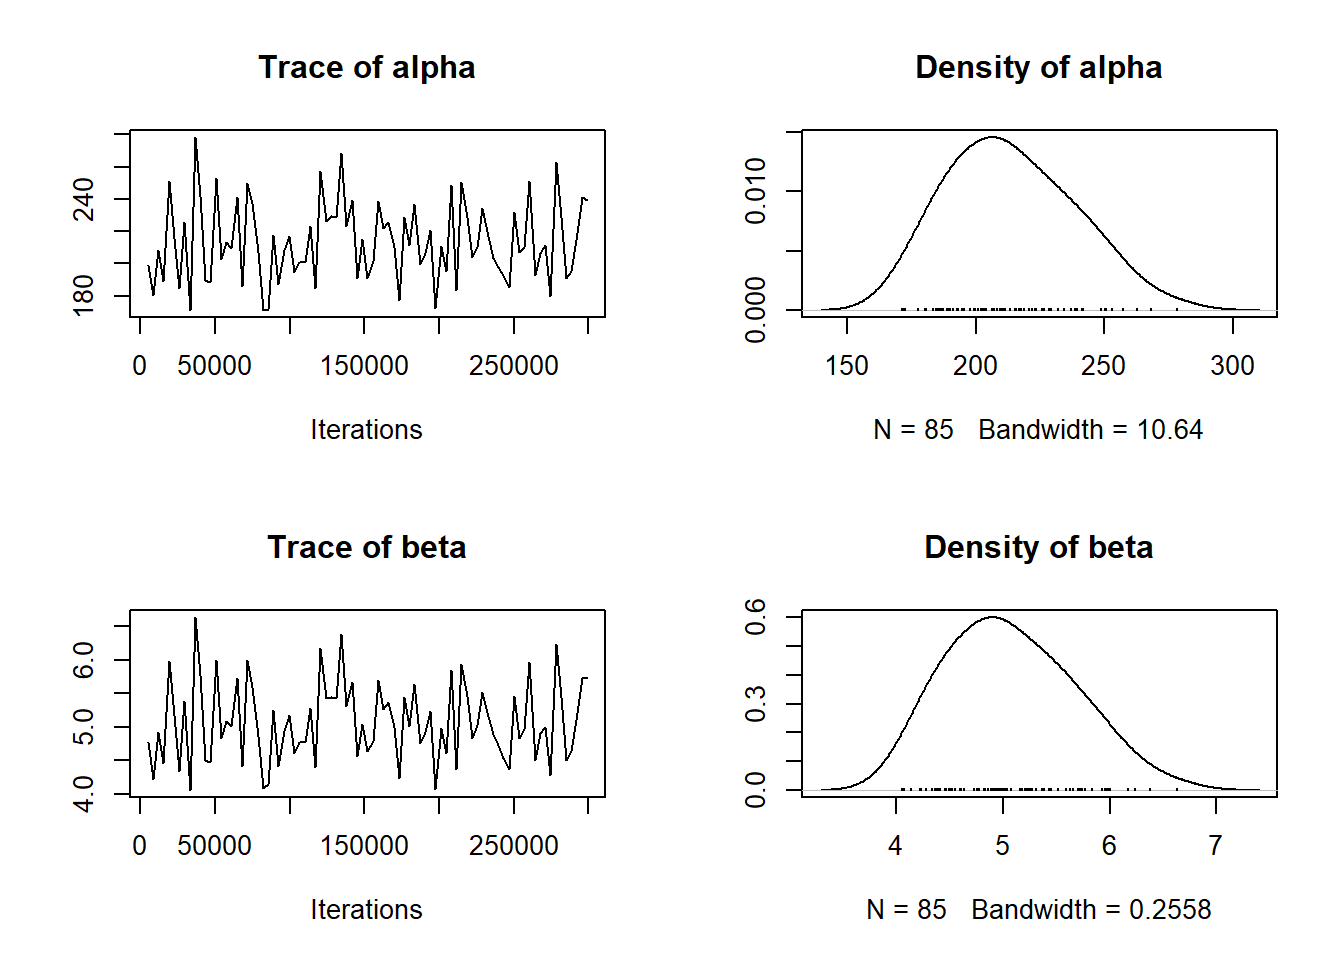 Trace of alpha
180 240
0 50000 150000 250000
Iterations
Density of alpha
0.000 0.010
150 200 250 300
N = 85 Bandwidth = 10.64
Trace of beta
4.0 5.0 6.0
0 50000 150000 250000
Iterations
Density of beta
0.0 0.3 0.6
4 5 6 7
N = 85 Bandwidth = 0.2558